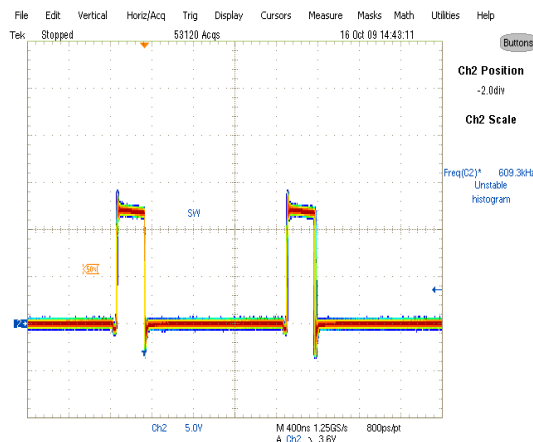 File Edit Vertical Horiz/Acq Trig Display Cursors Measure Masks Math Utilities Help
Tek Stopped 53120 Acqs 16 Oct 09 14:43:11
Buttons
Ch2 Position
-2.0div
Ch2 Scale
Freq(C2)* 609.3kHz
Unstable
histogram
SW
2
Ch2 5.0V M 400ns 1.25GS/s 800ps/pt
A Ch2 \ 3.6V